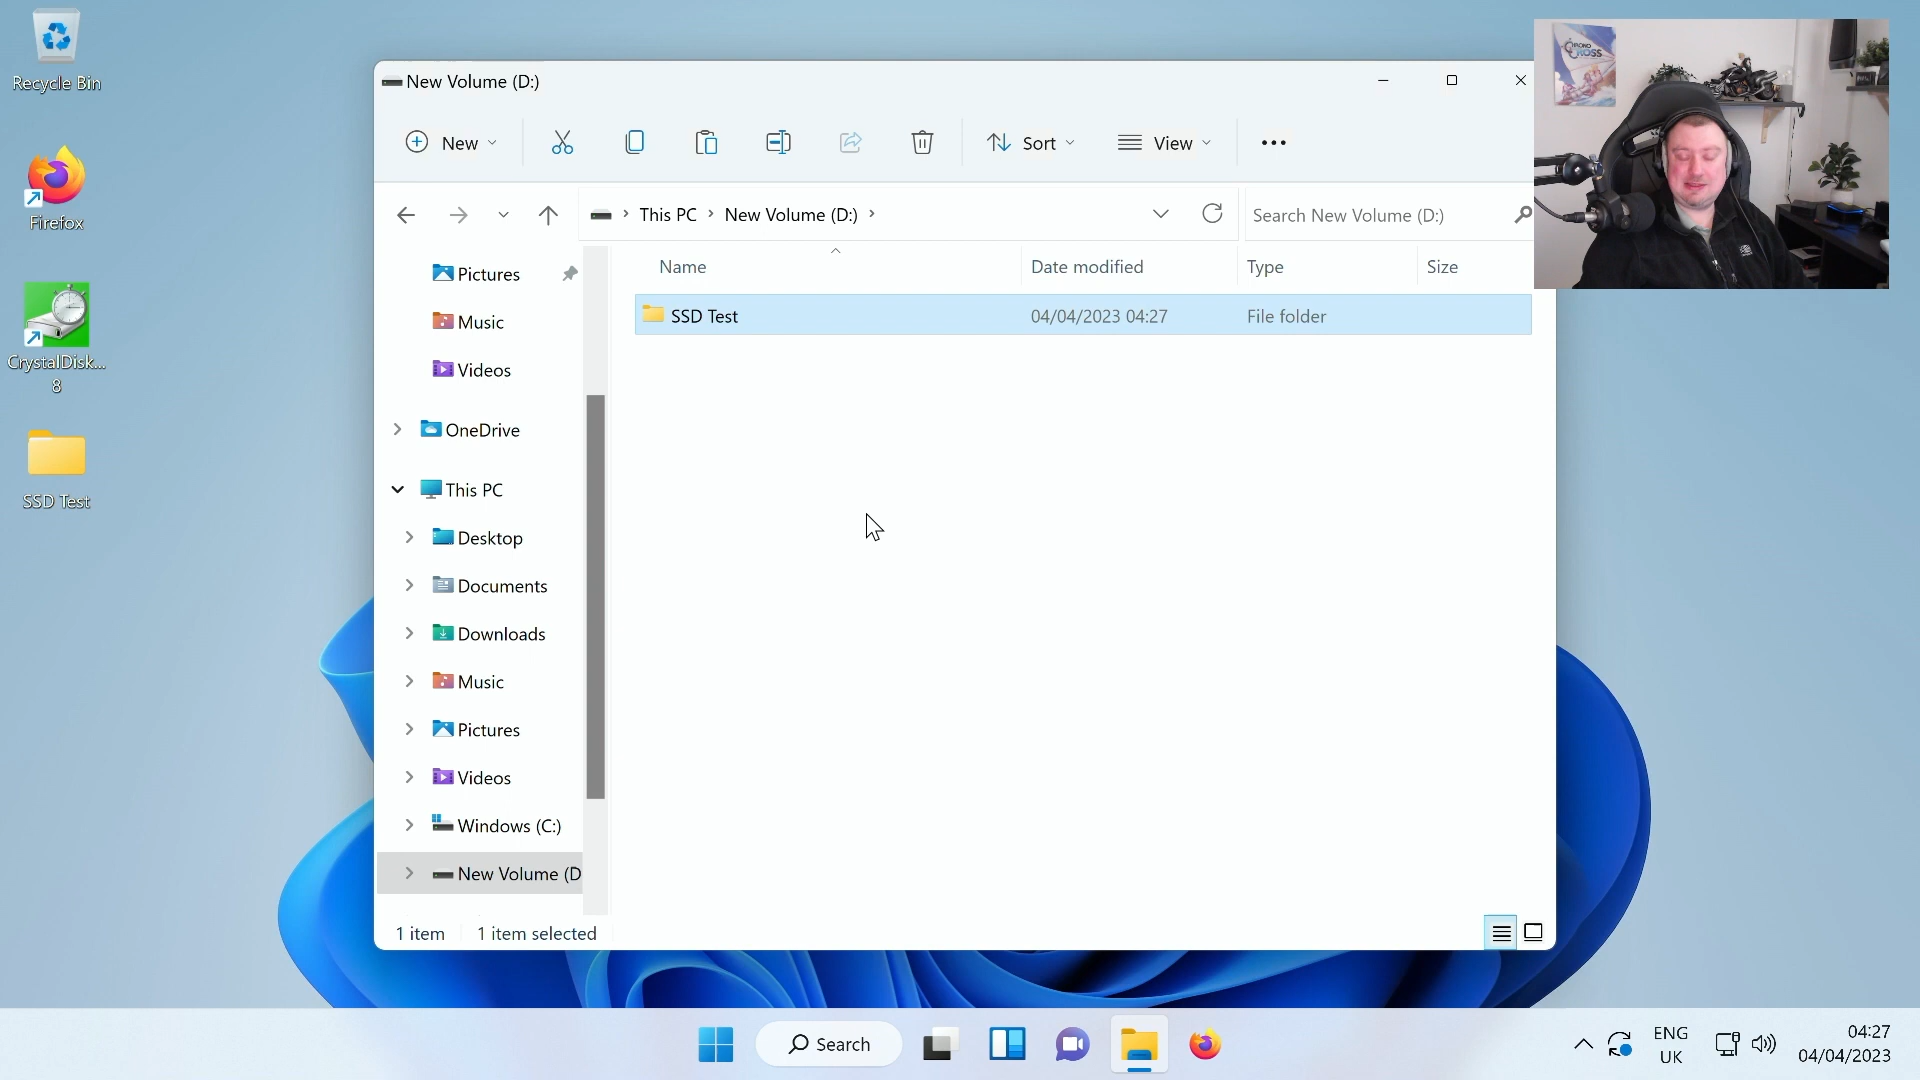 Recycle Bin
Firefox
CrystalDisk...
8
SSD Test
New Volume (D:)
New
Sort
View
This PC
New Volume (D:)
Search New Volume (D:)
Name
Date modified
Type
Size
SSD Test
04/04/2023 04:27
File folder
Pictures
Music
Videos
OneDrive
This PC
Desktop
Documents
Downloads
Music
Pictures
Videos
Windows (C:)
New Volume (D
1 item
1 item selected
CHRONO
CROSS
Search
ENG
UK
04:27
04/04/2023